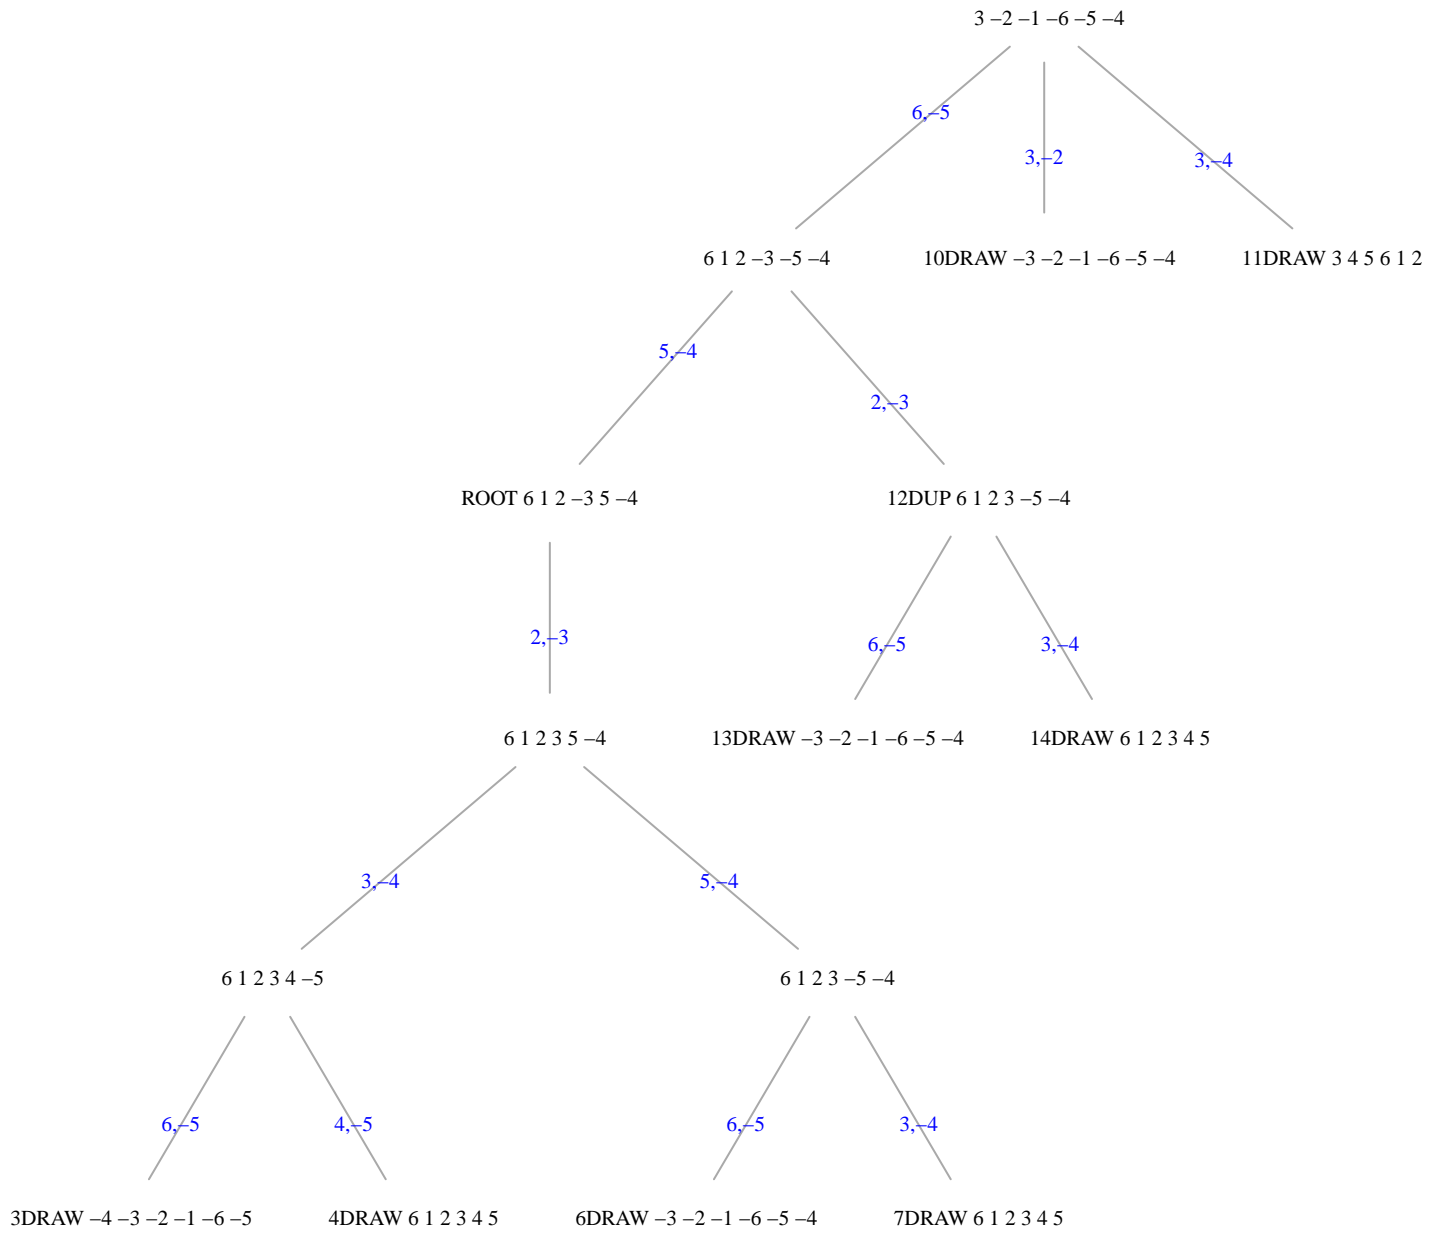 3 –2 –1 –6 –5 –4
6,–5
3,–2
3,–4
6 1 2 –3 –5 –4
10DRAW –3 –2 –1 –6 –5 –4
11DRAW 3 4 5 6 1 2
5,–4
2,–3
ROOT 6 1 2 –3 5 –4
12DUP 6 1 2 3 –5 –4
2,–3
6,–5
3,–4
6 1 2 3 5 –4
13DRAW –3 –2 –1 –6 –5 –4
14DRAW 6 1 2 3 4 5
3,–4
5,–4
6 1 2 3 4 –5
6 1 2 3 –5 –4
6,–5
4,–5
6,–5
3,–4
3DRAW –4 –3 –2 –1 –6 –5
4DRAW 6 1 2 3 4 5
6DRAW –3 –2 –1 –6 –5 –4
7DRAW 6 1 2 3 4 5